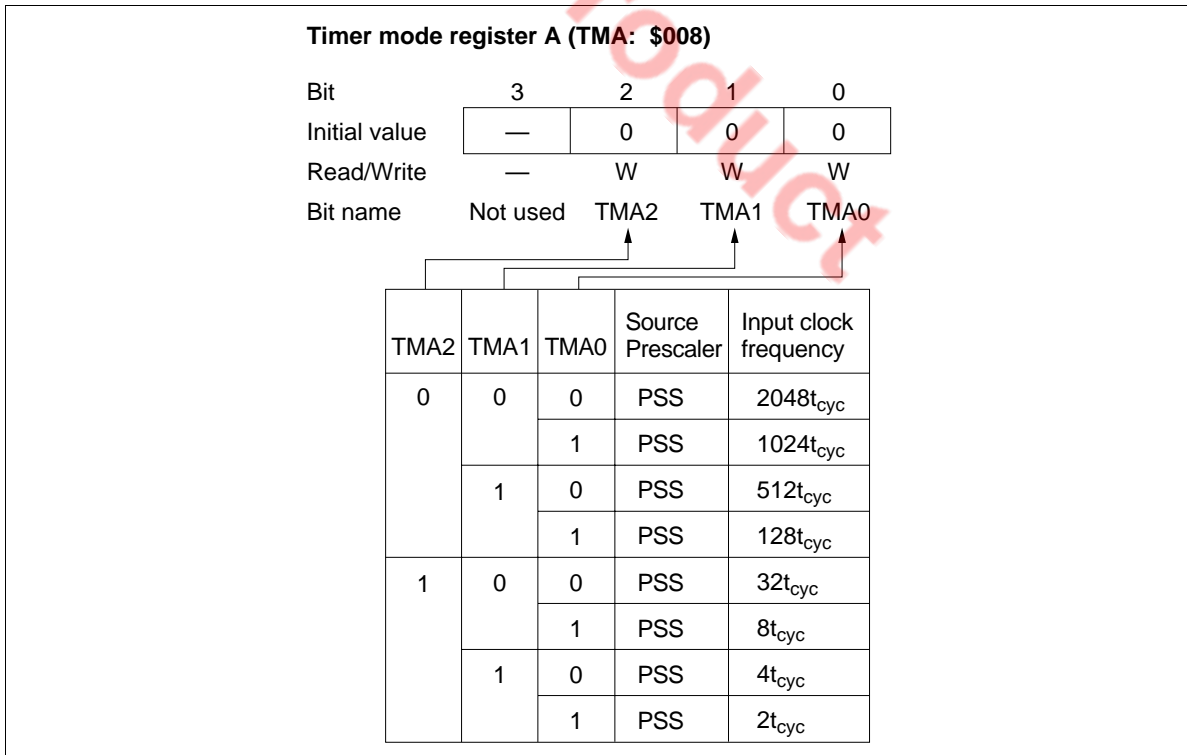 Timer mode register A (TMA: $008)
Bit 3 2 1 0
Initial value — 0 0 0
Read/Write — W W W
Bit name Not used TMA2 TMA1 TMA0
TMA2 TMA1 TMA0 Source Prescaler Input clock frequency
0 0 0 PSS 2048tcyc
1 PSS 1024tcyc
1 0 PSS 512tcyc
1 PSS 128tcyc
1 0 0 PSS 32tcyc
1 PSS 8tcyc
1 0 PSS 4tcyc
1 PSS 2tcyc
roduct